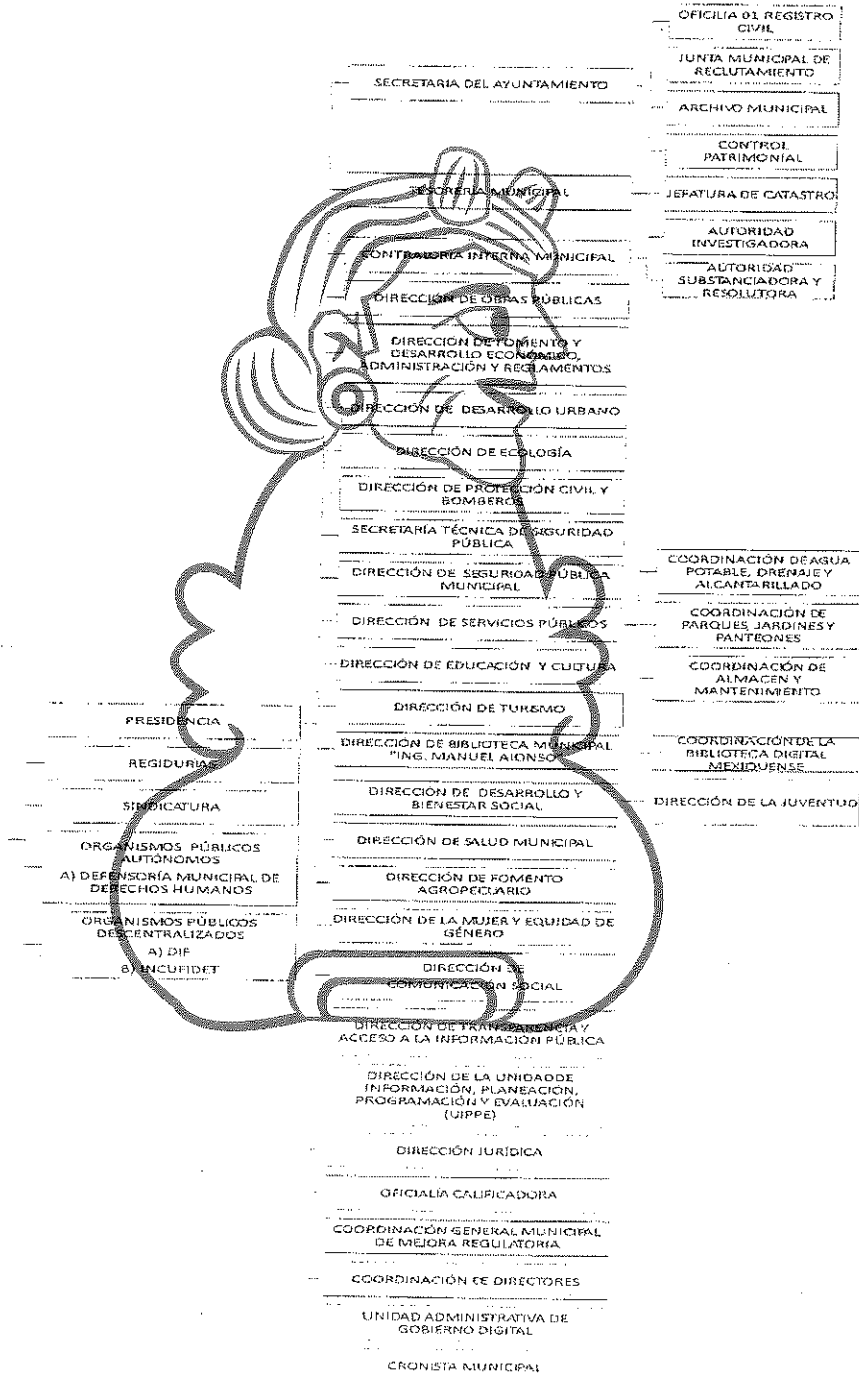 PRESIDENCIA
REGIDURIAS
SINDICATURA
ORGANISMOS PÚBLICOS
AUTÓNOMOS
A) DEFENSORÍA MUNICIPAL DE
DERECHOS HUMANOS
ORGANISMOS PÚBLICOS
DESCENTRALIZADOS
A) DIF
B) INCUFIDET
SECRETARIA DEL AYUNTAMIENTO
TESORERÍA MUNICIPAL
CONTRALORIA INTERNA MUNICIPAL
DIRECCIÓN DE OBRAS PÚBLICAS
DIRECCIÓN DE FOMENTO Y
DESARROLLO ECONÓMICO,
ADMINISTRACIÓN Y REGLAMENTOS
DIRECCIÓN DE DESARROLLO URBANO
DIRECCIÓN DE ECOLOGÍA
DIRECCIÓN DE PROTECCIÓN CIVIL Y
BOMBEROS
SECRETARÍA TÉCNICA DE SEGURIDAD
PÚBLICA
DIRECCIÓN DE SEGURIDAD PÚBLICA
MUNICIPAL
DIRECCIÓN DE SERVICIOS PÚBLICOS
DIRECCIÓN DE EDUCACIÓN Y CULTURA
DIRECCIÓN DE TURISMO
DIRECCIÓN DE BIBLIOTECA MUNICIPAL
"ING. MANUEL ALONSO"
DIRECCIÓN DE DESARROLLO Y
BIENESTAR SOCIAL
DIRECCIÓN DE SALUD MUNICIPAL
DIRECCIÓN DE FOMENTO
AGROPECUARIO
DIRECCIÓN DE LA MUJER Y EQUIDAD DE
GÉNERO
DIRECCIÓN DE
COMUNICACIÓN SOCIAL
DIRECCIÓN DE TRANSPARENCIA Y
ACCESO A LA INFORMACIÓN PÚBLICA
DIRECCIÓN DE LA UNIDADDE
INFORMACIÓN, PLANEACIÓN,
PROGRAMACIÓN Y EVALUACIÓN
(UIPPE)
DIRECCIÓN JURÍDICA
OFICIALÍA CALIFICADORA
COORDINACIÓN GENERAL MUNICIPAL
DE MEJORA REGULATORIA
COORDINACIÓN DE DIRECTORES
UNIDAD ADMINISTRATIVA DE
GOBIERNO DIGITAL
CRONISTA MUNICIPAL
OFICILIA 01 REGISTRO
CIVIL
JUNTA MUNICIPAL DE
RECLUTAMIENTO
ARCHIVO MUNICIPAL
CONTROL
PATRIMONIAL
JEFATURA DE CATASTRO
AUTORIDAD
INVESTIGADORA
AUTORIDAD
SUBSTANCIADORA Y
RESOLUTORA
COORDINACIÓN DE AGUA
POTABLE, DRENAJE Y
ALCANTARILLADO
COORDINACIÓN DE
PARQUES, JARDINES Y
PANTEONES
COORDINACIÓN DE
ALMACEN Y
MANTENIMIENTO
COORDINACIÓN DE LA
BIBLIOTECA DIGITAL
MEXIQUENSE
DIRECCIÓN DE LA JUVENTUD